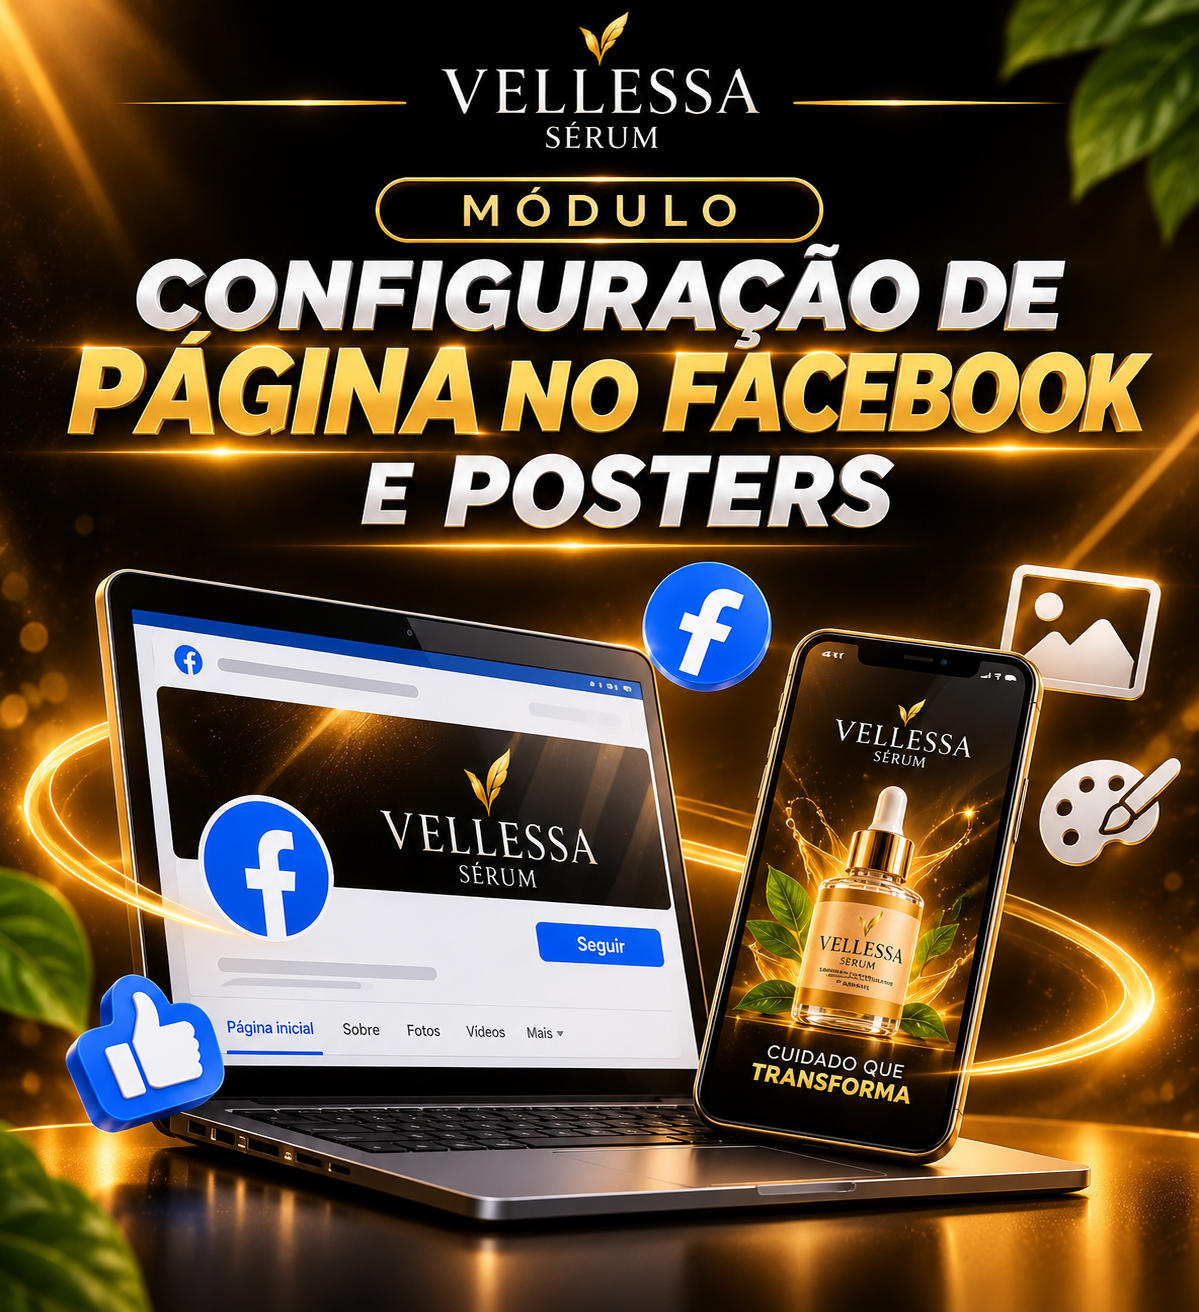 VELLESSA
SÉRUM
MÓDULO
CONFIGURAÇÃO DE
PÁGINA NO FACEBOOK
E POSTERS
VELLESSA
SÉRUM
Seguir
Página inicial Sobre Fotos Vídeos Mais
VELLESSA
SÉRUM
VELLESSA
SÉRUM
CUIDADO QUE
TRANSFORMA